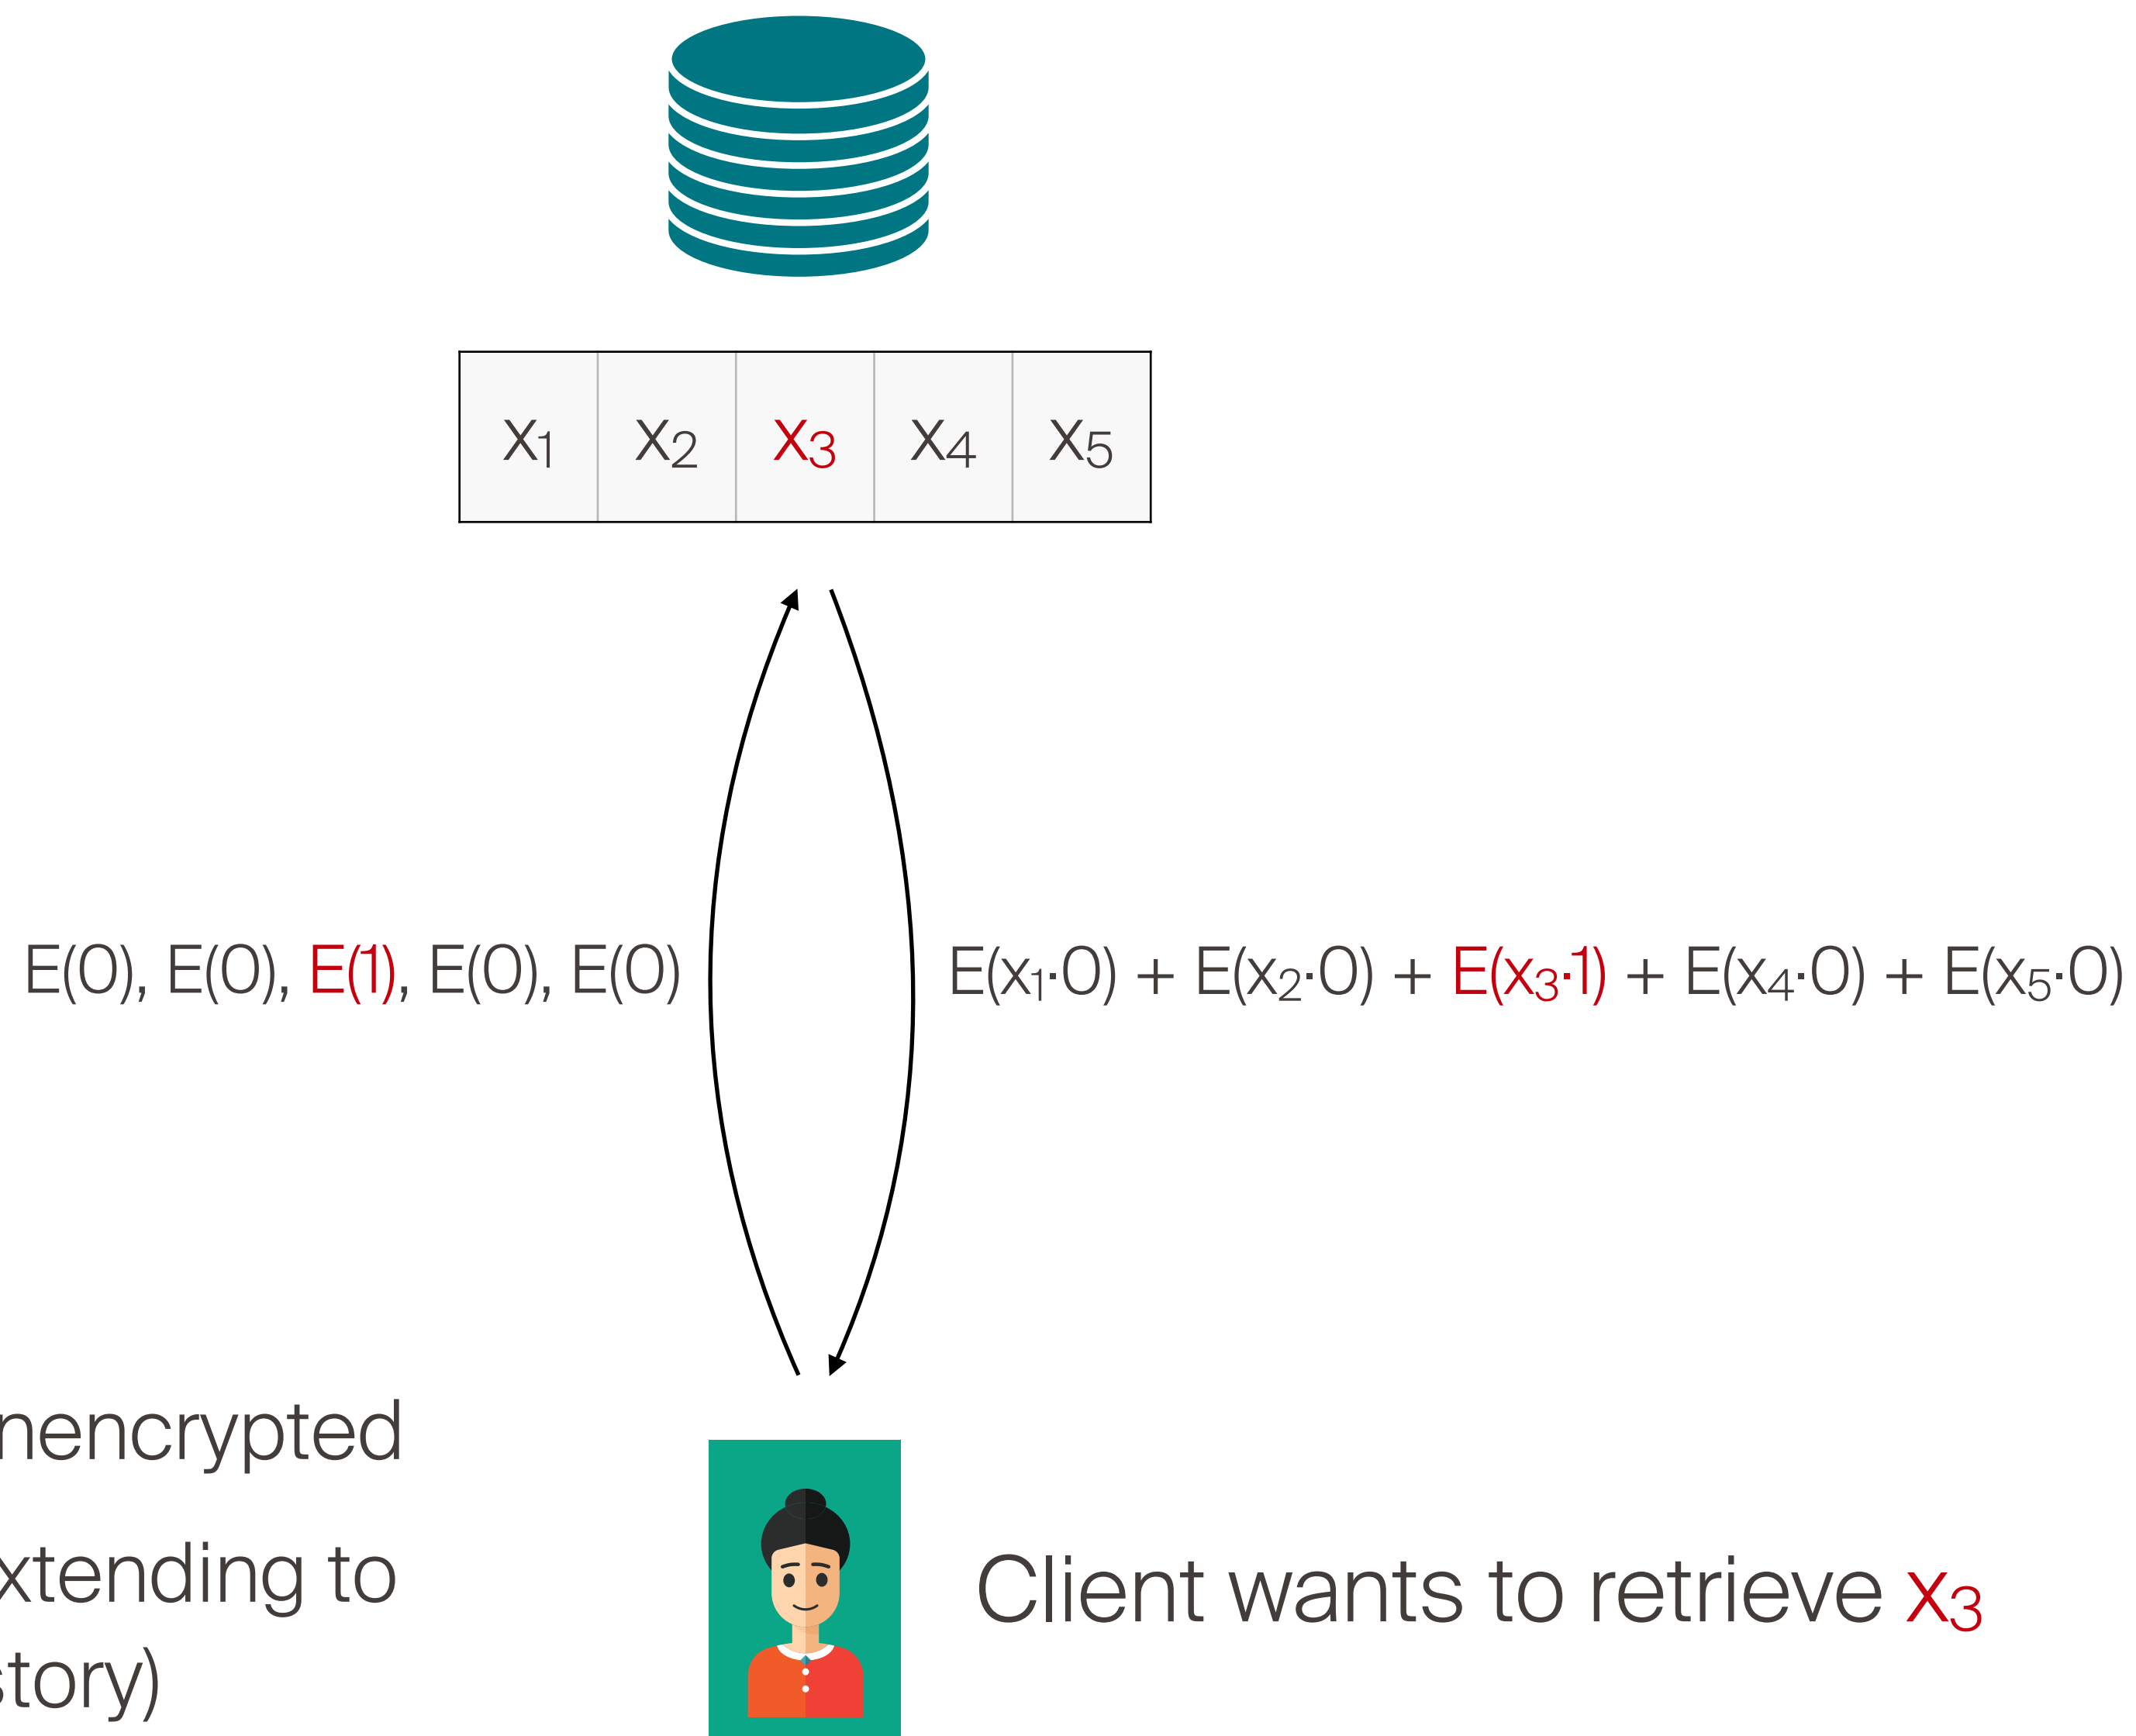 x₁ x₂ x₃ x₄ x₅
E(0), E(0), E(1), E(0), E(0)
E(x₁·0) + E(x₂·0) + E(x₃·1) + E(x₄·0) + E(x₅·0)
nencrypted
xtending to
story)
Client wants to retrieve x₃